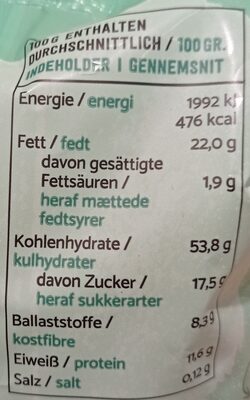 100G ENTHALTEN
DURCHSCHNITTLICH / 100 GR.
INDEHOLDER I GENNEMSNIT
Energie / energi 1992 kJ
476 kcal
Fett / fedt 22,0 g
davon gesättigte
Fettsäuren / 1,9 g
heraf mættede
fedtsyrer
Kohlenhydrate / 53,8 g
kulhydrater
davon Zucker / 17,5 g
heraf sukkerarter
Ballaststoffe / 8,3 g
kostfibre
Eiweiß / protein 11,6 g
Salz / salt 0,12 g